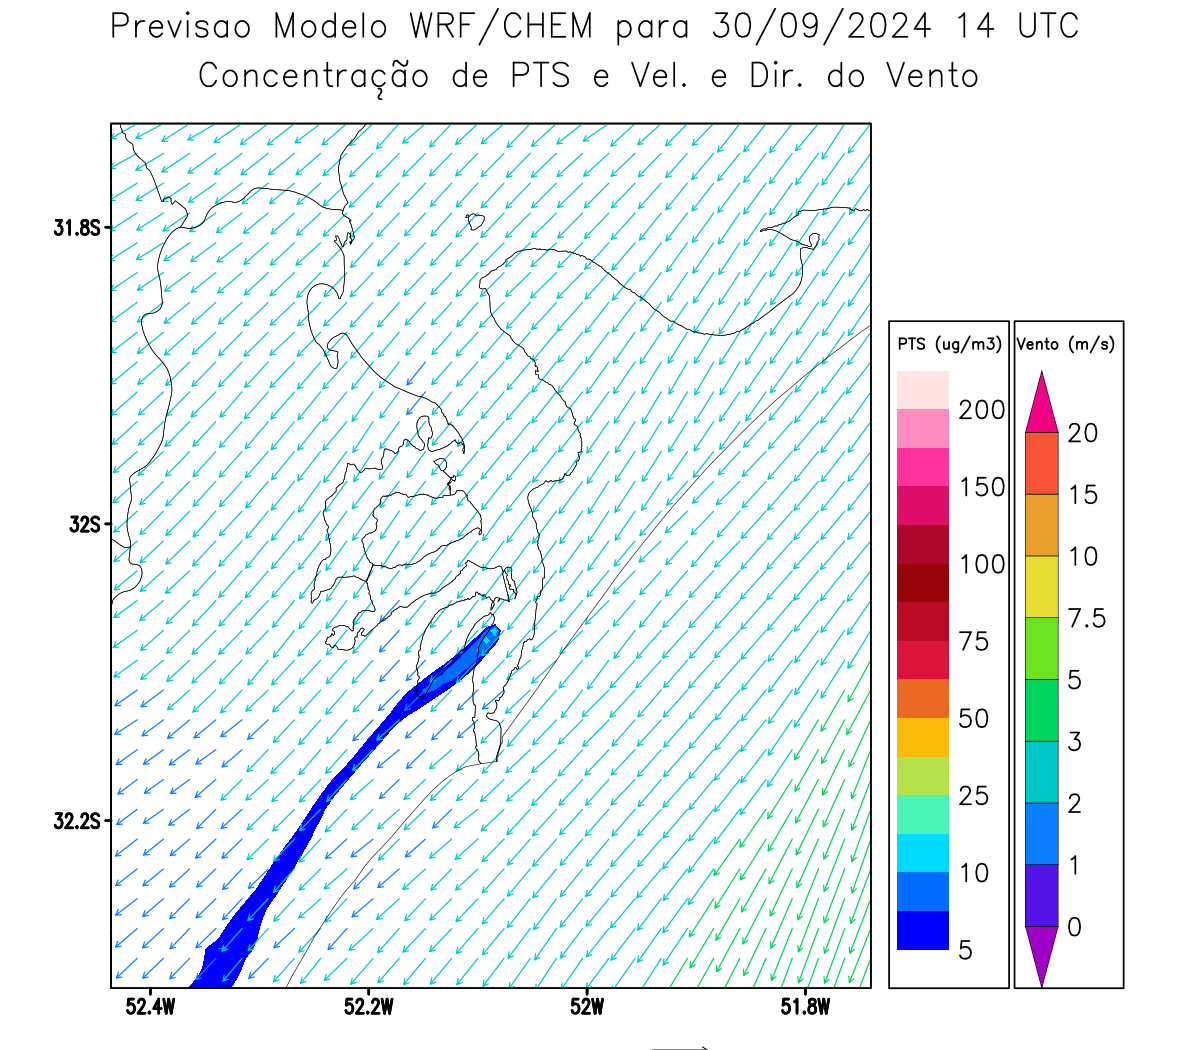 Previsao Modelo WRF/CHEM para 30/09/2024 14 UTC
Concentração de PTS e Vel. e Dir. do Vento
31.8S
32S
32.2S
52.4W
52.2W
52W
51.8W
PTS (ug/m3)
200
150
100
75
50
25
10
5
Vento (m/s)
20
15
10
7.5
5
3
2
1
0